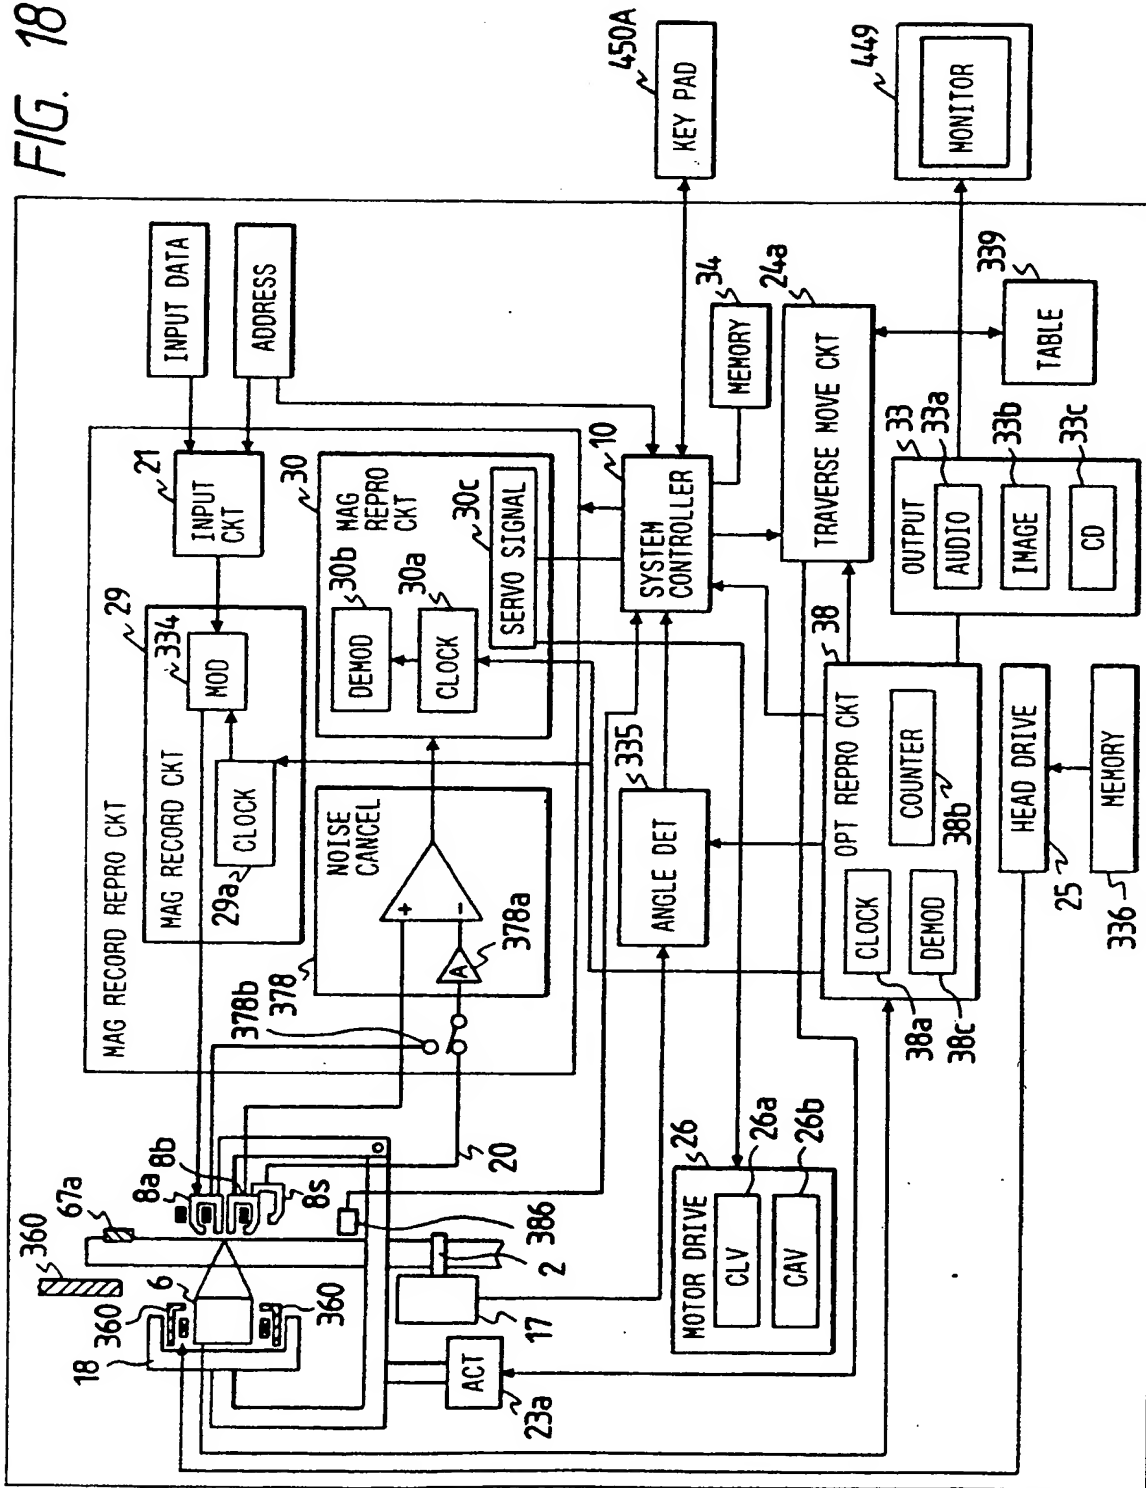 FIG. 18
INPUT DATA
ADDRESS
450A
KEY PAD
449
MONITOR
MAG RECORD REPRO CKT
21
INPUT
CKT
29
334
MOD
MAG RECORD CKT
CLOCK
29a
30
MAG
REPRO
CKT
30b
DEMOD
30a
CLOCK
30c
SERVO SIGNAL
378
NOISE
CANCEL
+
-
A
378a
378b
10
SYSTEM
CONTROLLER
34
MEMORY
24a
TRAVERSE MOVE CKT
339
TABLE
335
ANGLE DET
38
OPT REPRO CKT
CLOCK
38a
COUNTER
38b
DEMOD
38c
33
OUTPUT
33a
AUDIO
33b
IMAGE
33c
CD
HEAD DRIVE
25
MEMORY
336
26
MOTOR DRIVE
26a
CLV
26b
CAV
67a
360
8a
8b
8s
20
6
360
360
18
386
2
17
ACT
23a